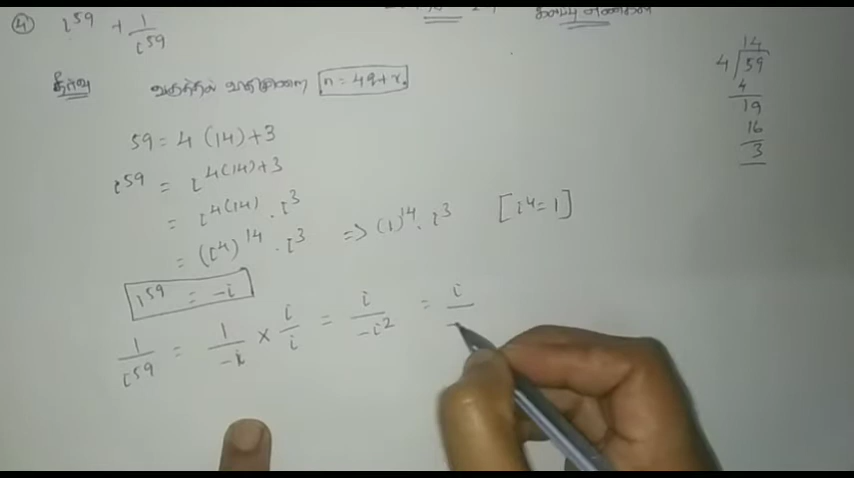 ④ i^59 + 1/i^59
தீர்வு
n = 4q + r.
59 = 4 (14) + 3
i^59 = i^4(14)+3
= i^4(14) . i^3
= (i^4)^14 . i^3 => (1)^14 . i^3 [i^4 = 1]
i^59 = -i
1/i^59 = 1/-i × i/i = i/-i^2 = i/-
14
4 59
4
19
16
3